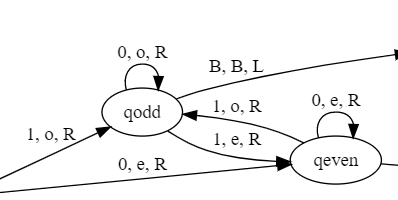 0, o, R
B, B, L
qodd
1, o, R
0, e, R
1, o, R
1, e, R
qeven
0, e, R